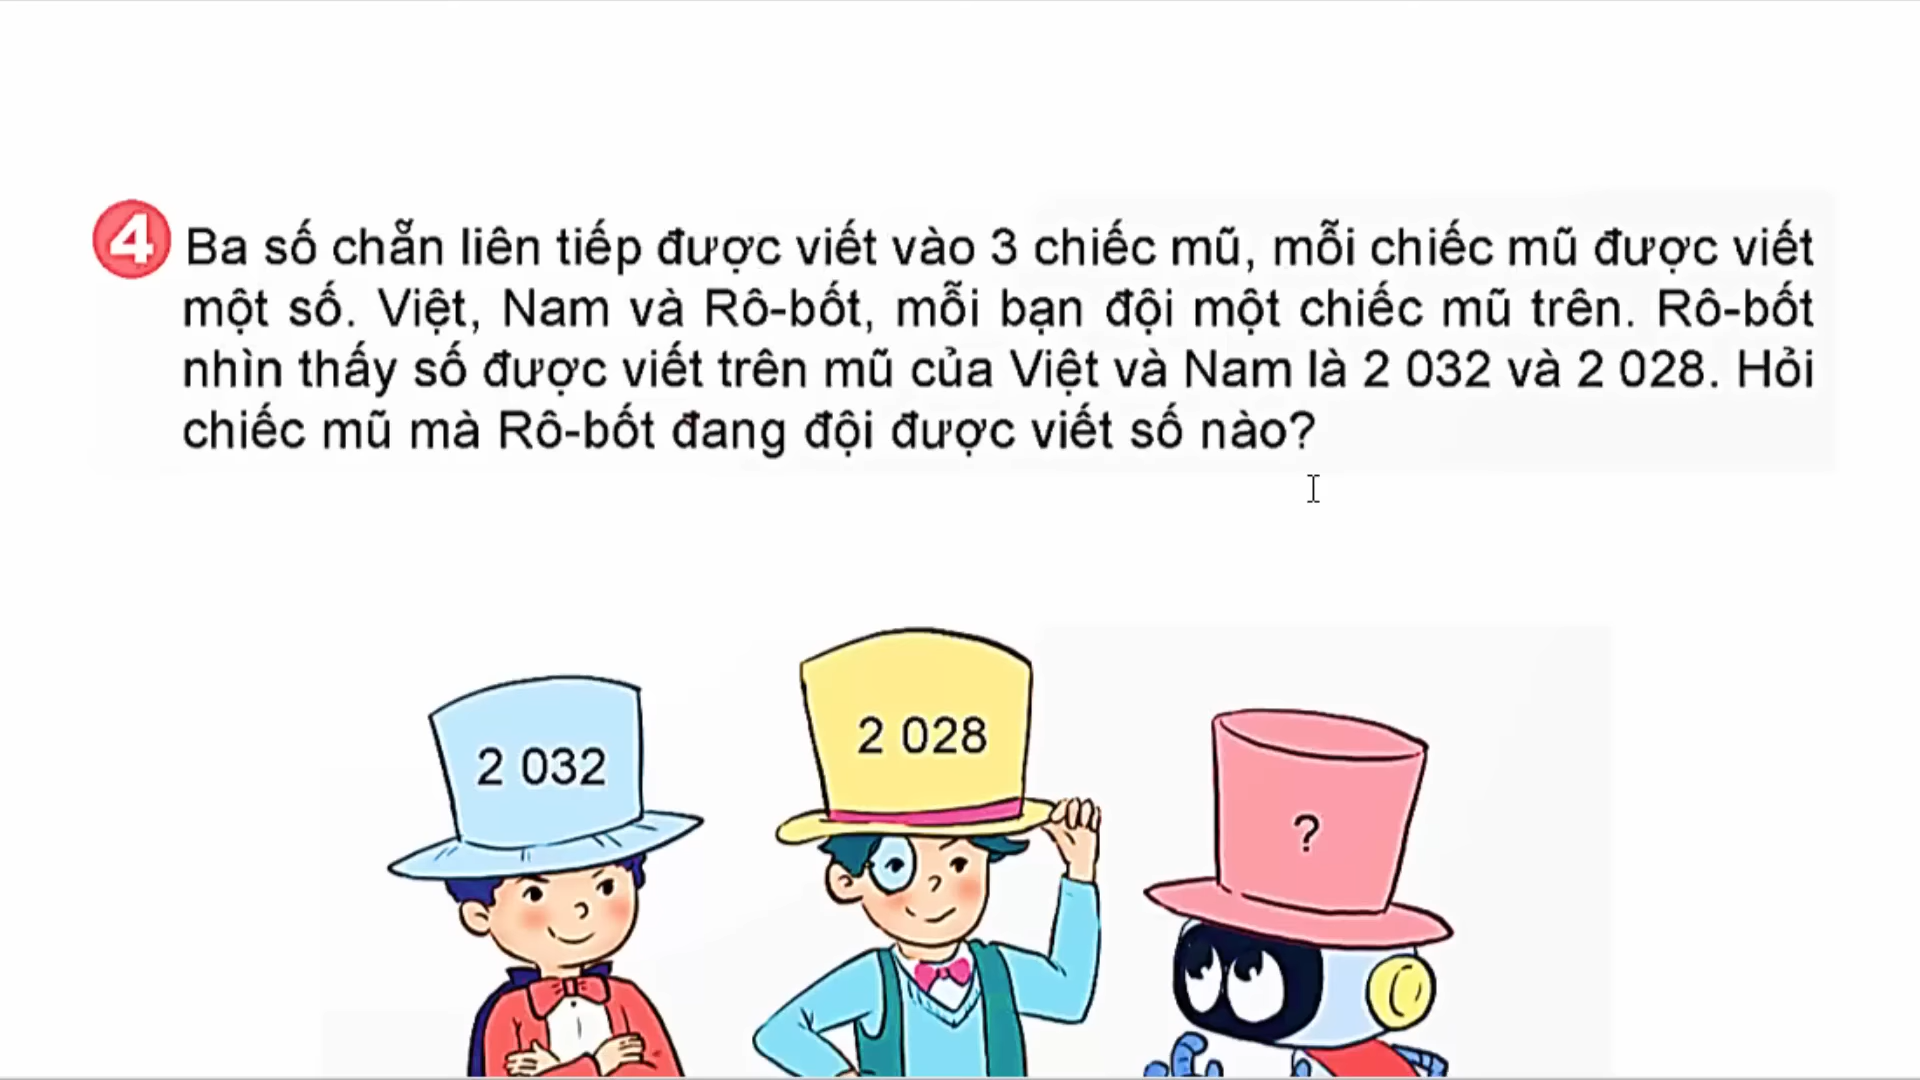 4 Ba số chẵn liên tiếp được viết vào 3 chiếc mũ, mỗi chiếc mũ được viết
một số. Việt, Nam và Rô-bốt, mỗi bạn đội một chiếc mũ trên. Rô-bốt
nhìn thấy số được viết trên mũ của Việt và Nam là 2 032 và 2 028. Hỏi
chiếc mũ mà Rô-bốt đang đội được viết số nào?
2 032
2 028
?